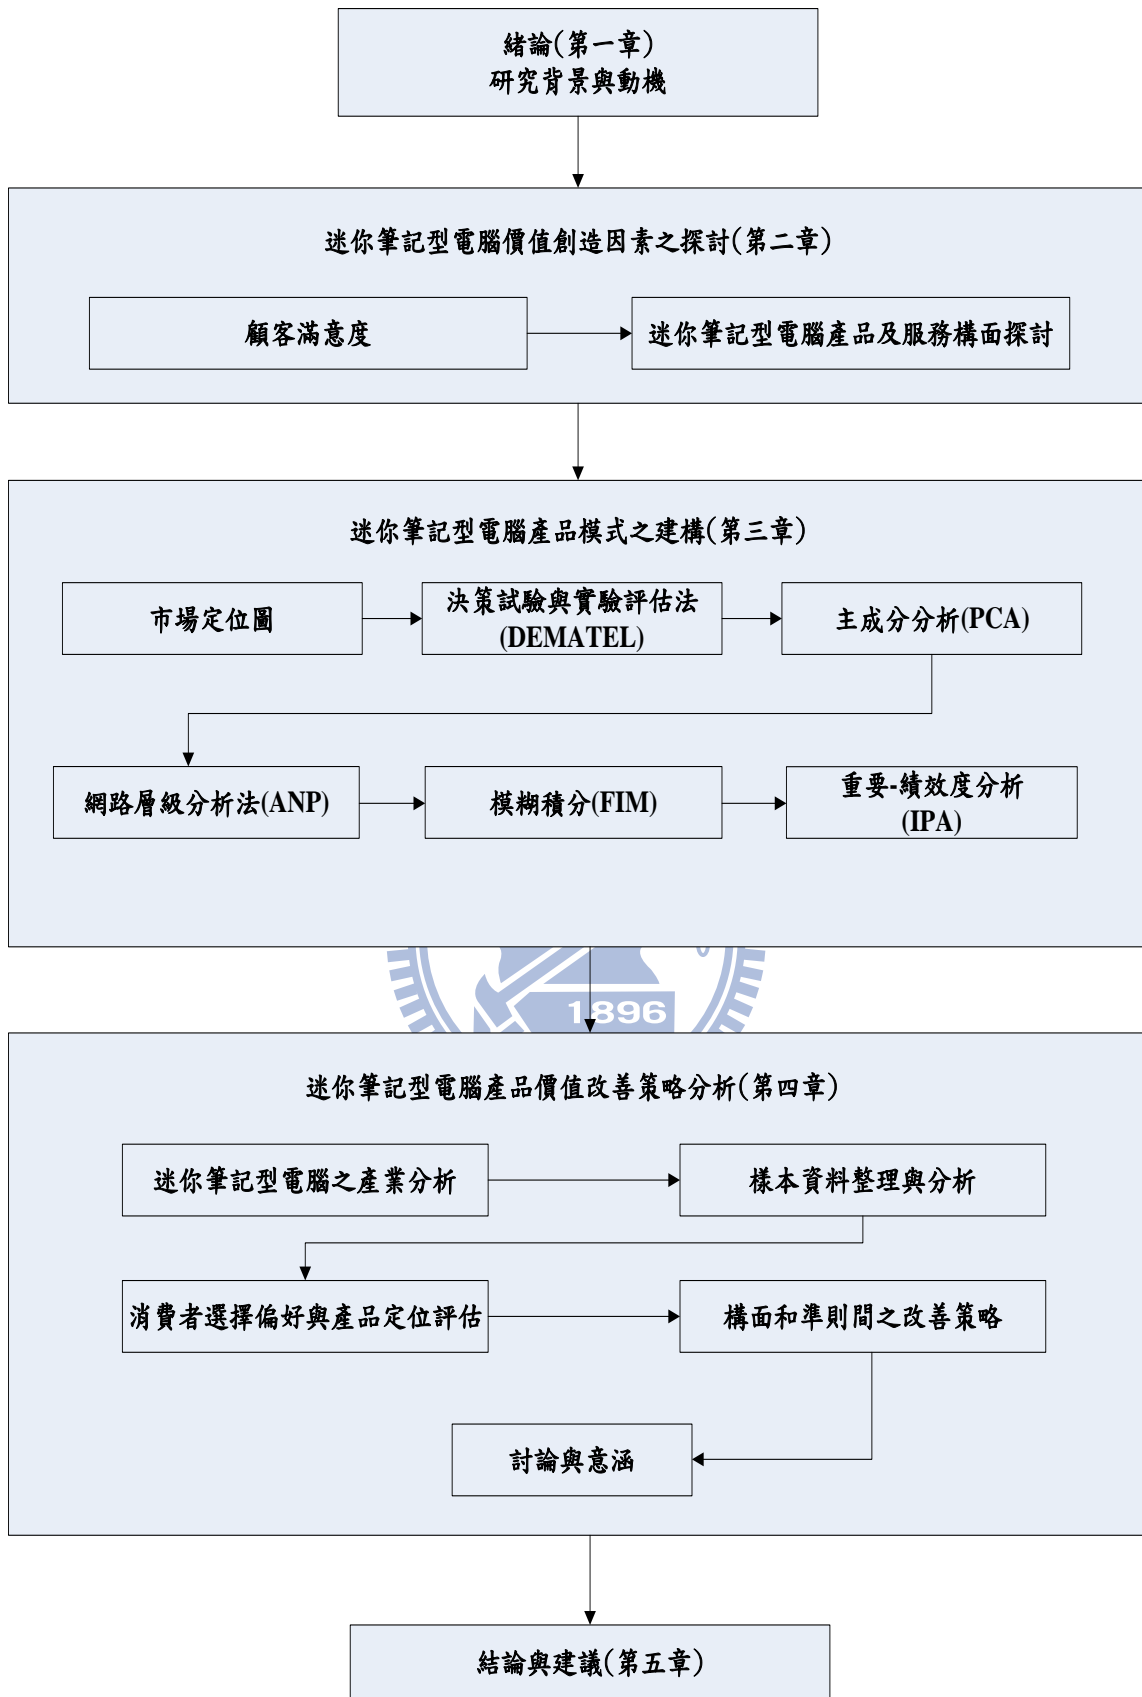 緒論(第一章)
研究背景與動機
迷你筆記型電腦價值創造因素之探討(第二章)
顧客滿意度
迷你筆記型電腦產品及服務構面探討
迷你筆記型電腦產品模式之建構(第三章)
市場定位圖
決策試驗與實驗評估法
(DEMATEL)
主成分分析(PCA)
網路層級分析法(ANP)
模糊積分(FIM)
重要-績效度分析
(IPA)
1896
迷你筆記型電腦產品價值改善策略分析(第四章)
迷你筆記型電腦之產業分析
樣本資料整理與分析
消費者選擇偏好與產品定位評估
構面和準則間之改善策略
討論與意涵
結論與建議(第五章)